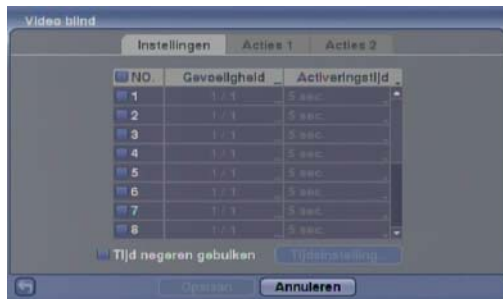 Video blind
Instellingen Acties 1 Acties 2
NO. Gevoeligheid Activeringstijd
1 1 / 1 5 sec.
2 1 / 1 5 sec.
3 1 / 1 5 sec.
4 1 / 1 5 sec.
5 1 / 1 5 sec.
6 1 / 1 5 sec.
7 1 / 1 5 sec.
8 1 / 1 5 sec.
Tijd negeren gebuiken Tijdsinstelling...
Opslaan Annuleren